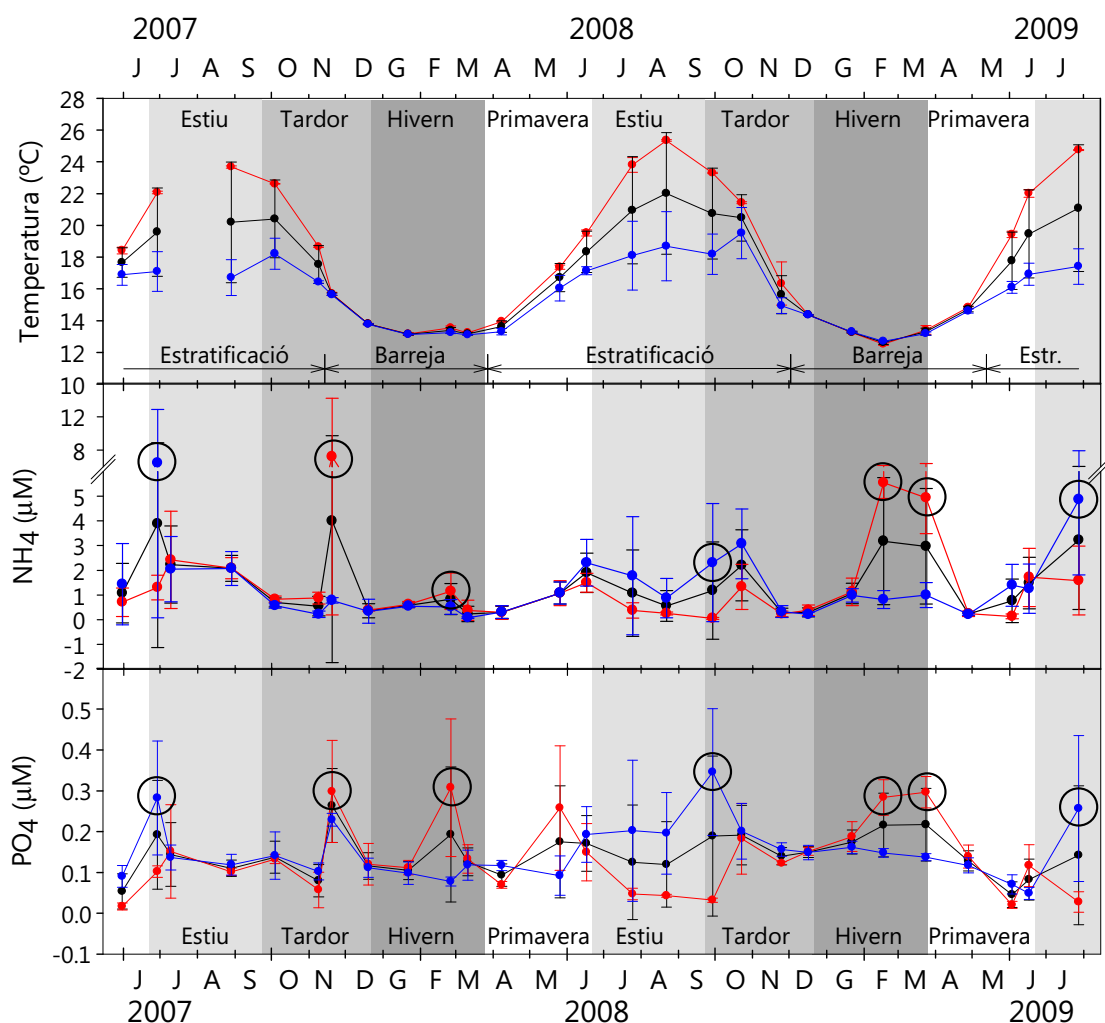 2007 2008 2009
J J A S O N D G F M A M J J A S O N D G F M A M J J
28
26
24
22
20
18
16
14
12
Temperatura (ºC)
Estiu Tardor Hivern Primavera Estiu Tardor Hivern Primavera
Estratificació Barreja Estratificació Barreja Estr.
10
12
8
5
4
3
2
1
0
-1
-2
NH4 (µM)
0.5
0.4
0.3
0.2
0.1
0.0
-0.1
PO4 (µM)
Estiu Tardor Hivern Primavera Estiu Tardor Hivern Primavera
J J A S O N D G F M A M J J A S O N D G F M A M J J
2007 2008 2009